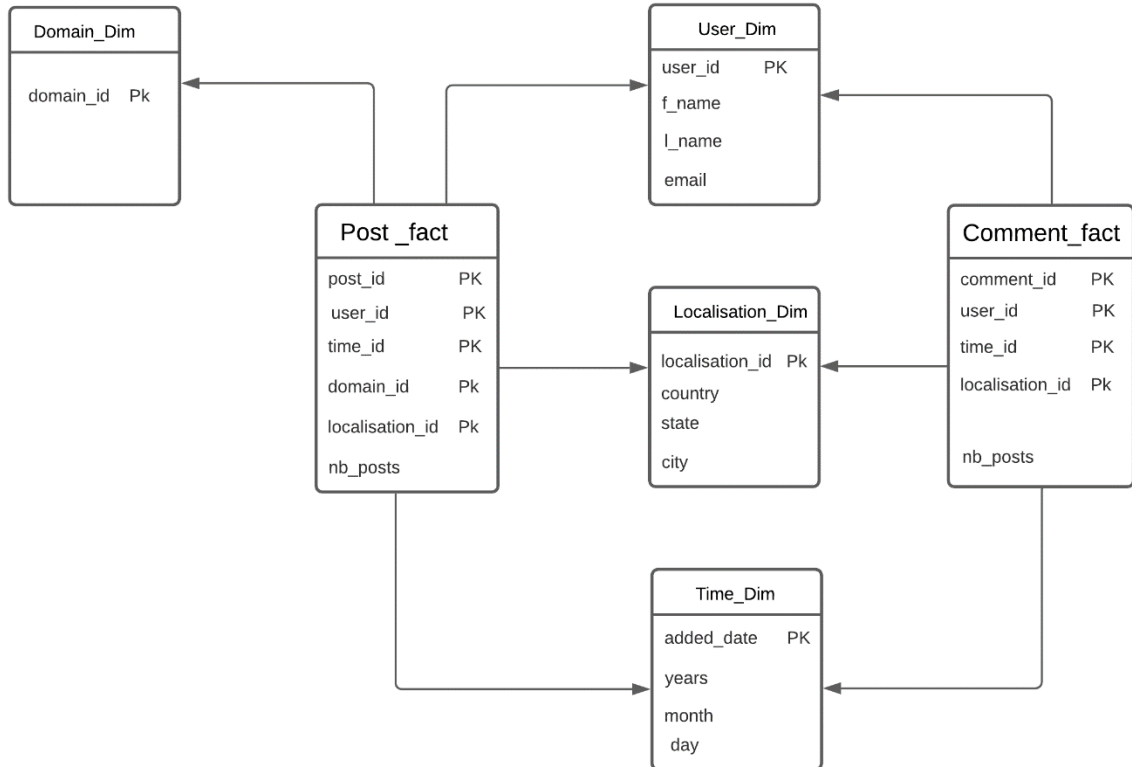 Domain_Dim
domain_id Pk
User_Dim
user_id PK
f_name
l_name
email
Post _fact
post_id PK
user_id PK
time_id PK
domain_id Pk
localisation_id Pk
nb_posts
Localisation_Dim
localisation_id Pk
country
state
city
Comment_fact
comment_id PK
user_id PK
time_id PK
localisation_id Pk
nb_posts
Time_Dim
added_date PK
years
month
day